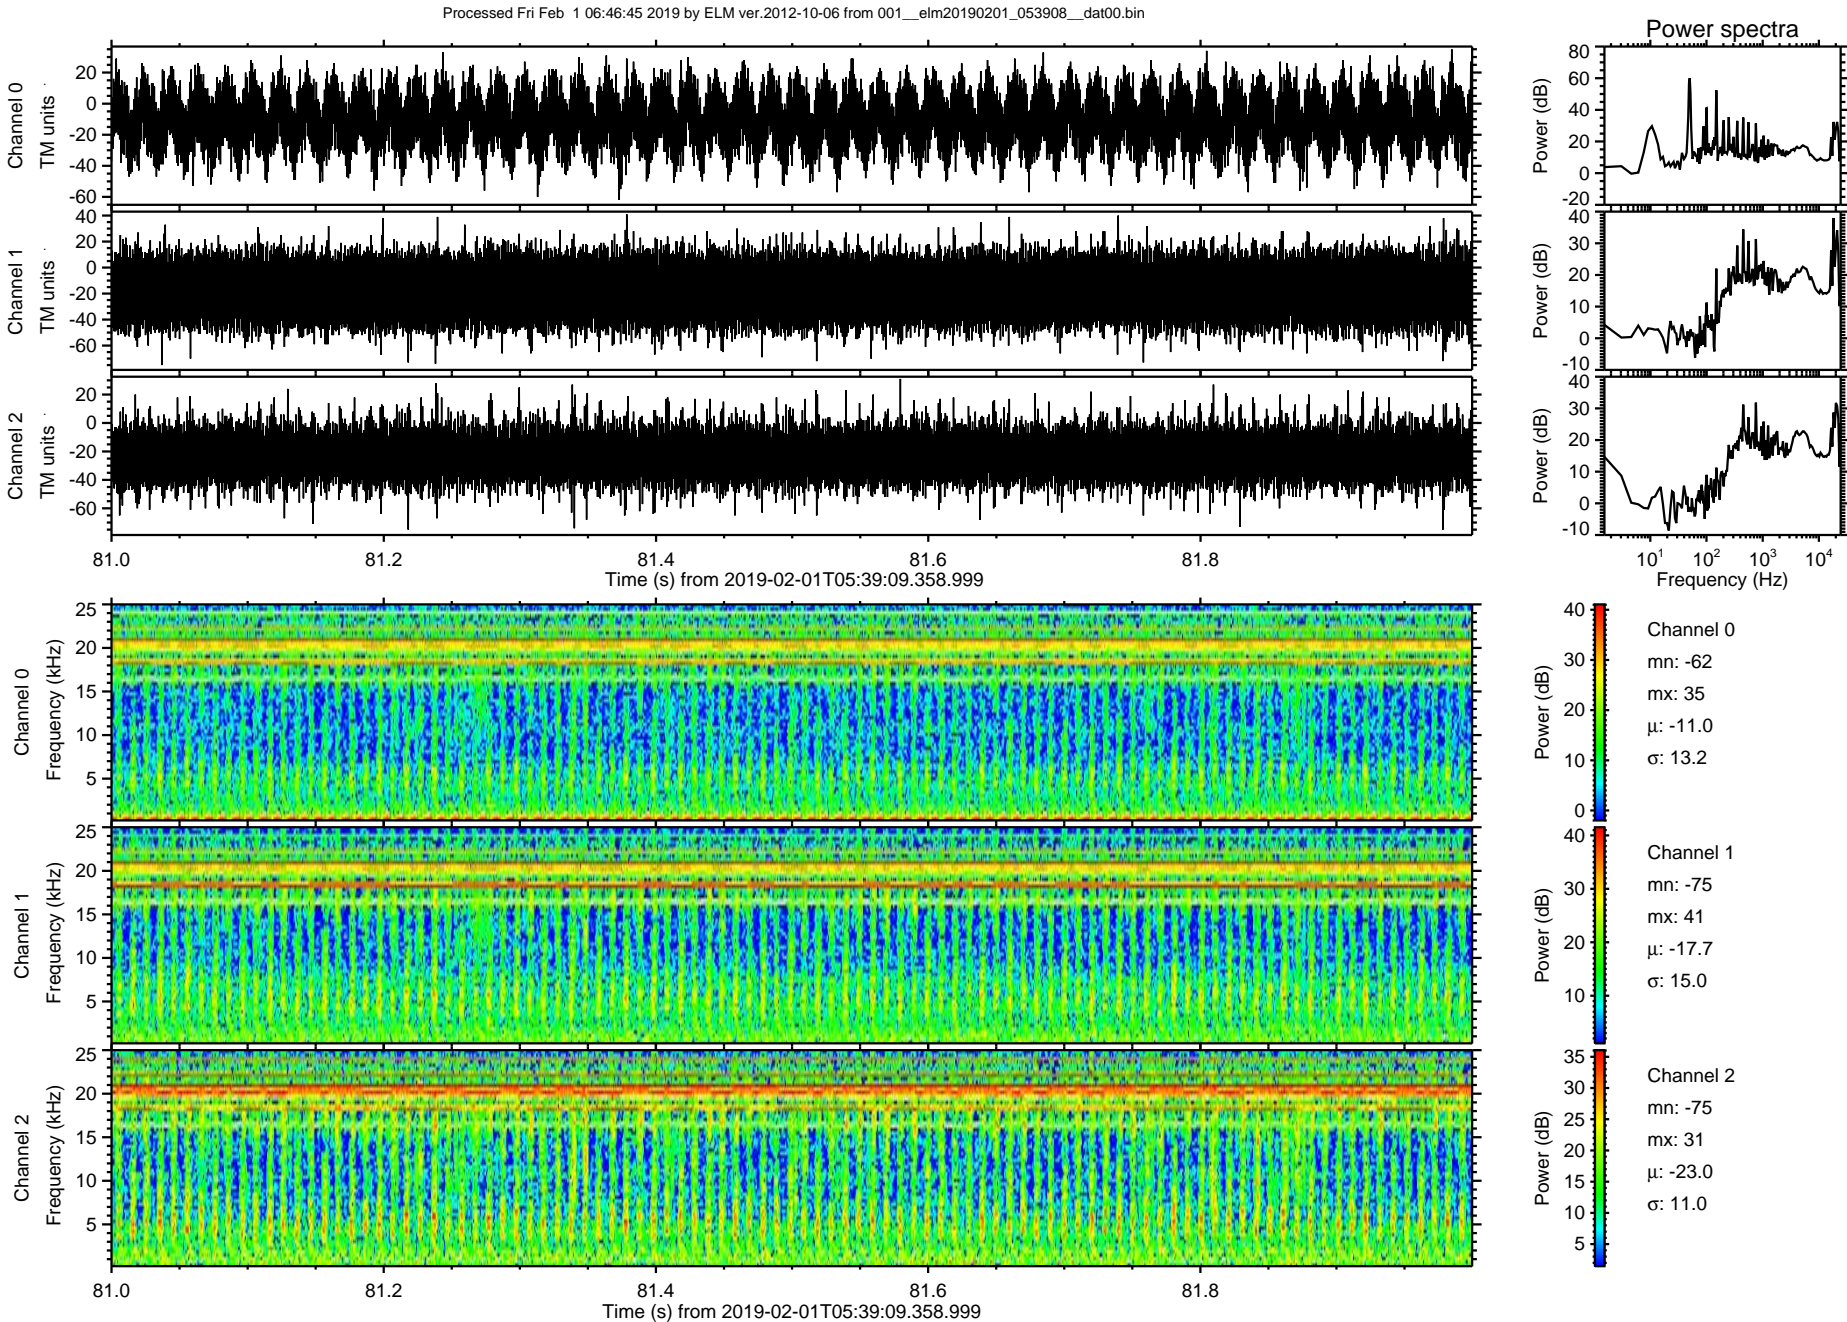 Processed Fri Feb  1 06:46:45 2019 by ELM ver.2012-10-06 from 001__elm20190201_053908__dat00.bin
Power spectra
Channel 0
TM units
20
0
-20
-40
-60
Power (dB)
80
60
40
20
0
-20
Channel 1
TM units
40
20
0
-20
-40
-60
Power (dB)
40
30
20
10
0
-10
Channel 2
TM units
20
0
-20
-40
-60
Power (dB)
40
30
20
10
0
-10
81.0 81.2 81.4 81.6 81.8
Time (s) from 2019-02-01T05:39:09.358.999
10^1 10^2 10^3 10^4
Frequency (Hz)
Channel 0
Frequency (kHz)
25
20
15
10
5
Power (dB)
40
30
20
10
0
Channel 0
mn: -62
mx: 35
μ: -11.0
σ: 13.2
Channel 1
Frequency (kHz)
25
20
15
10
5
Power (dB)
40
30
20
10
Channel 1
mn: -75
mx: 41
μ: -17.7
σ: 15.0
Channel 2
Frequency (kHz)
25
20
15
10
5
Power (dB)
35
30
25
20
15
10
5
Channel 2
mn: -75
mx: 31
μ: -23.0
σ: 11.0
81.0 81.2 81.4 81.6 81.8
Time (s) from 2019-02-01T05:39:09.358.999